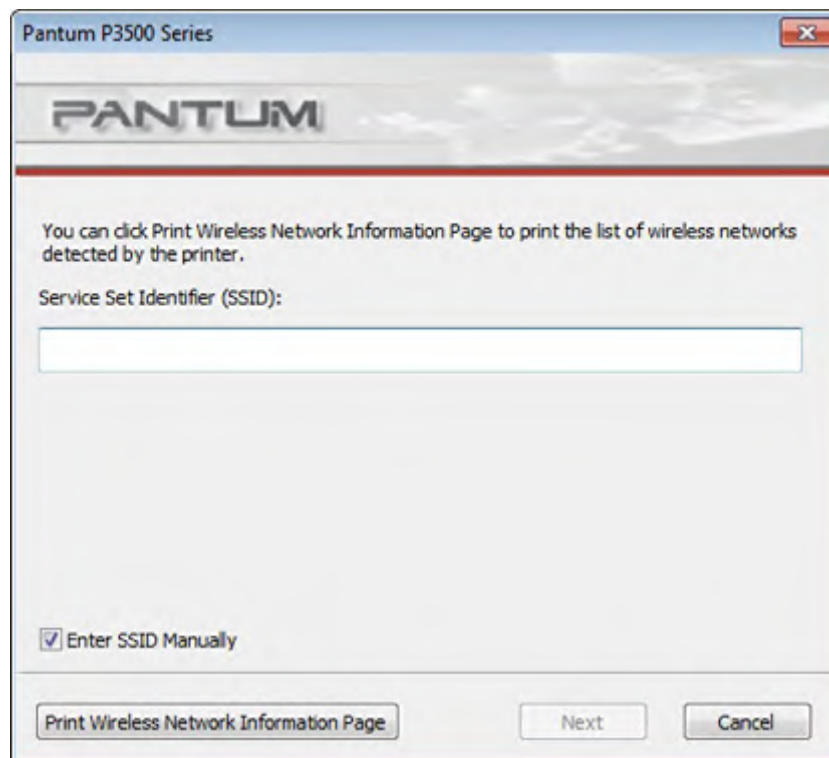 Pantum P3500 Series
PANTUM
You can click Print Wireless Network Information Page to print the list of wireless networks
detected by the printer.
Service Set Identifier (SSID):
Enter SSID Manually
Print Wireless Network Information Page Next Cancel